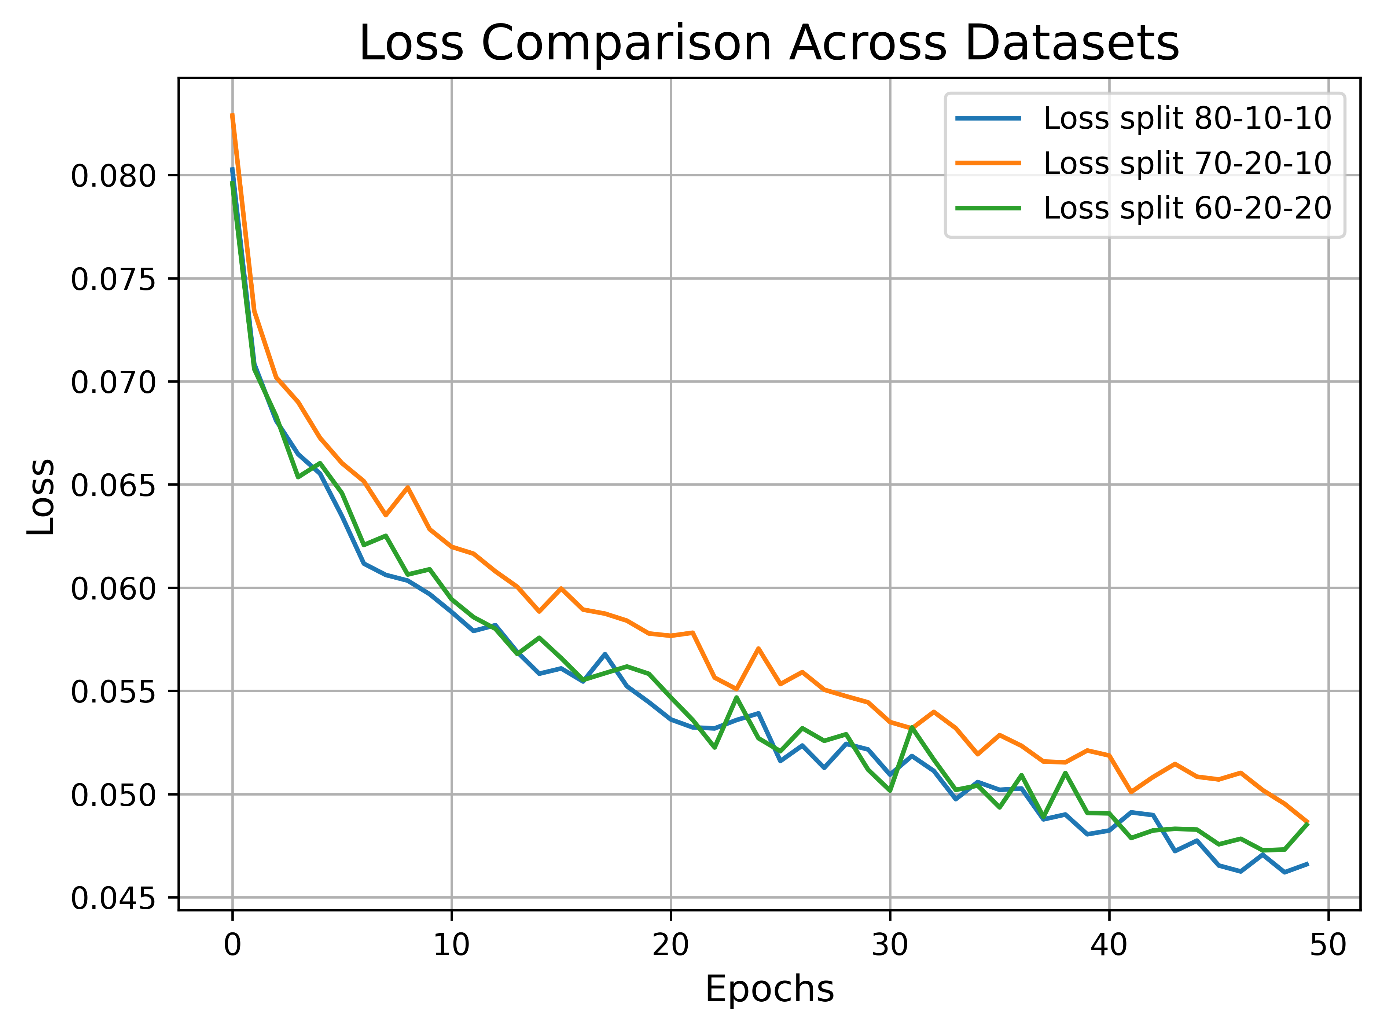 Loss Comparison Across Datasets
Loss split 80-10-10
Loss split 70-20-10
Loss split 60-20-20
0.080
0.075
0.070
0.065
0.060
0.055
0.050
0.045
Loss
0 10 20 30 40 50
Epochs